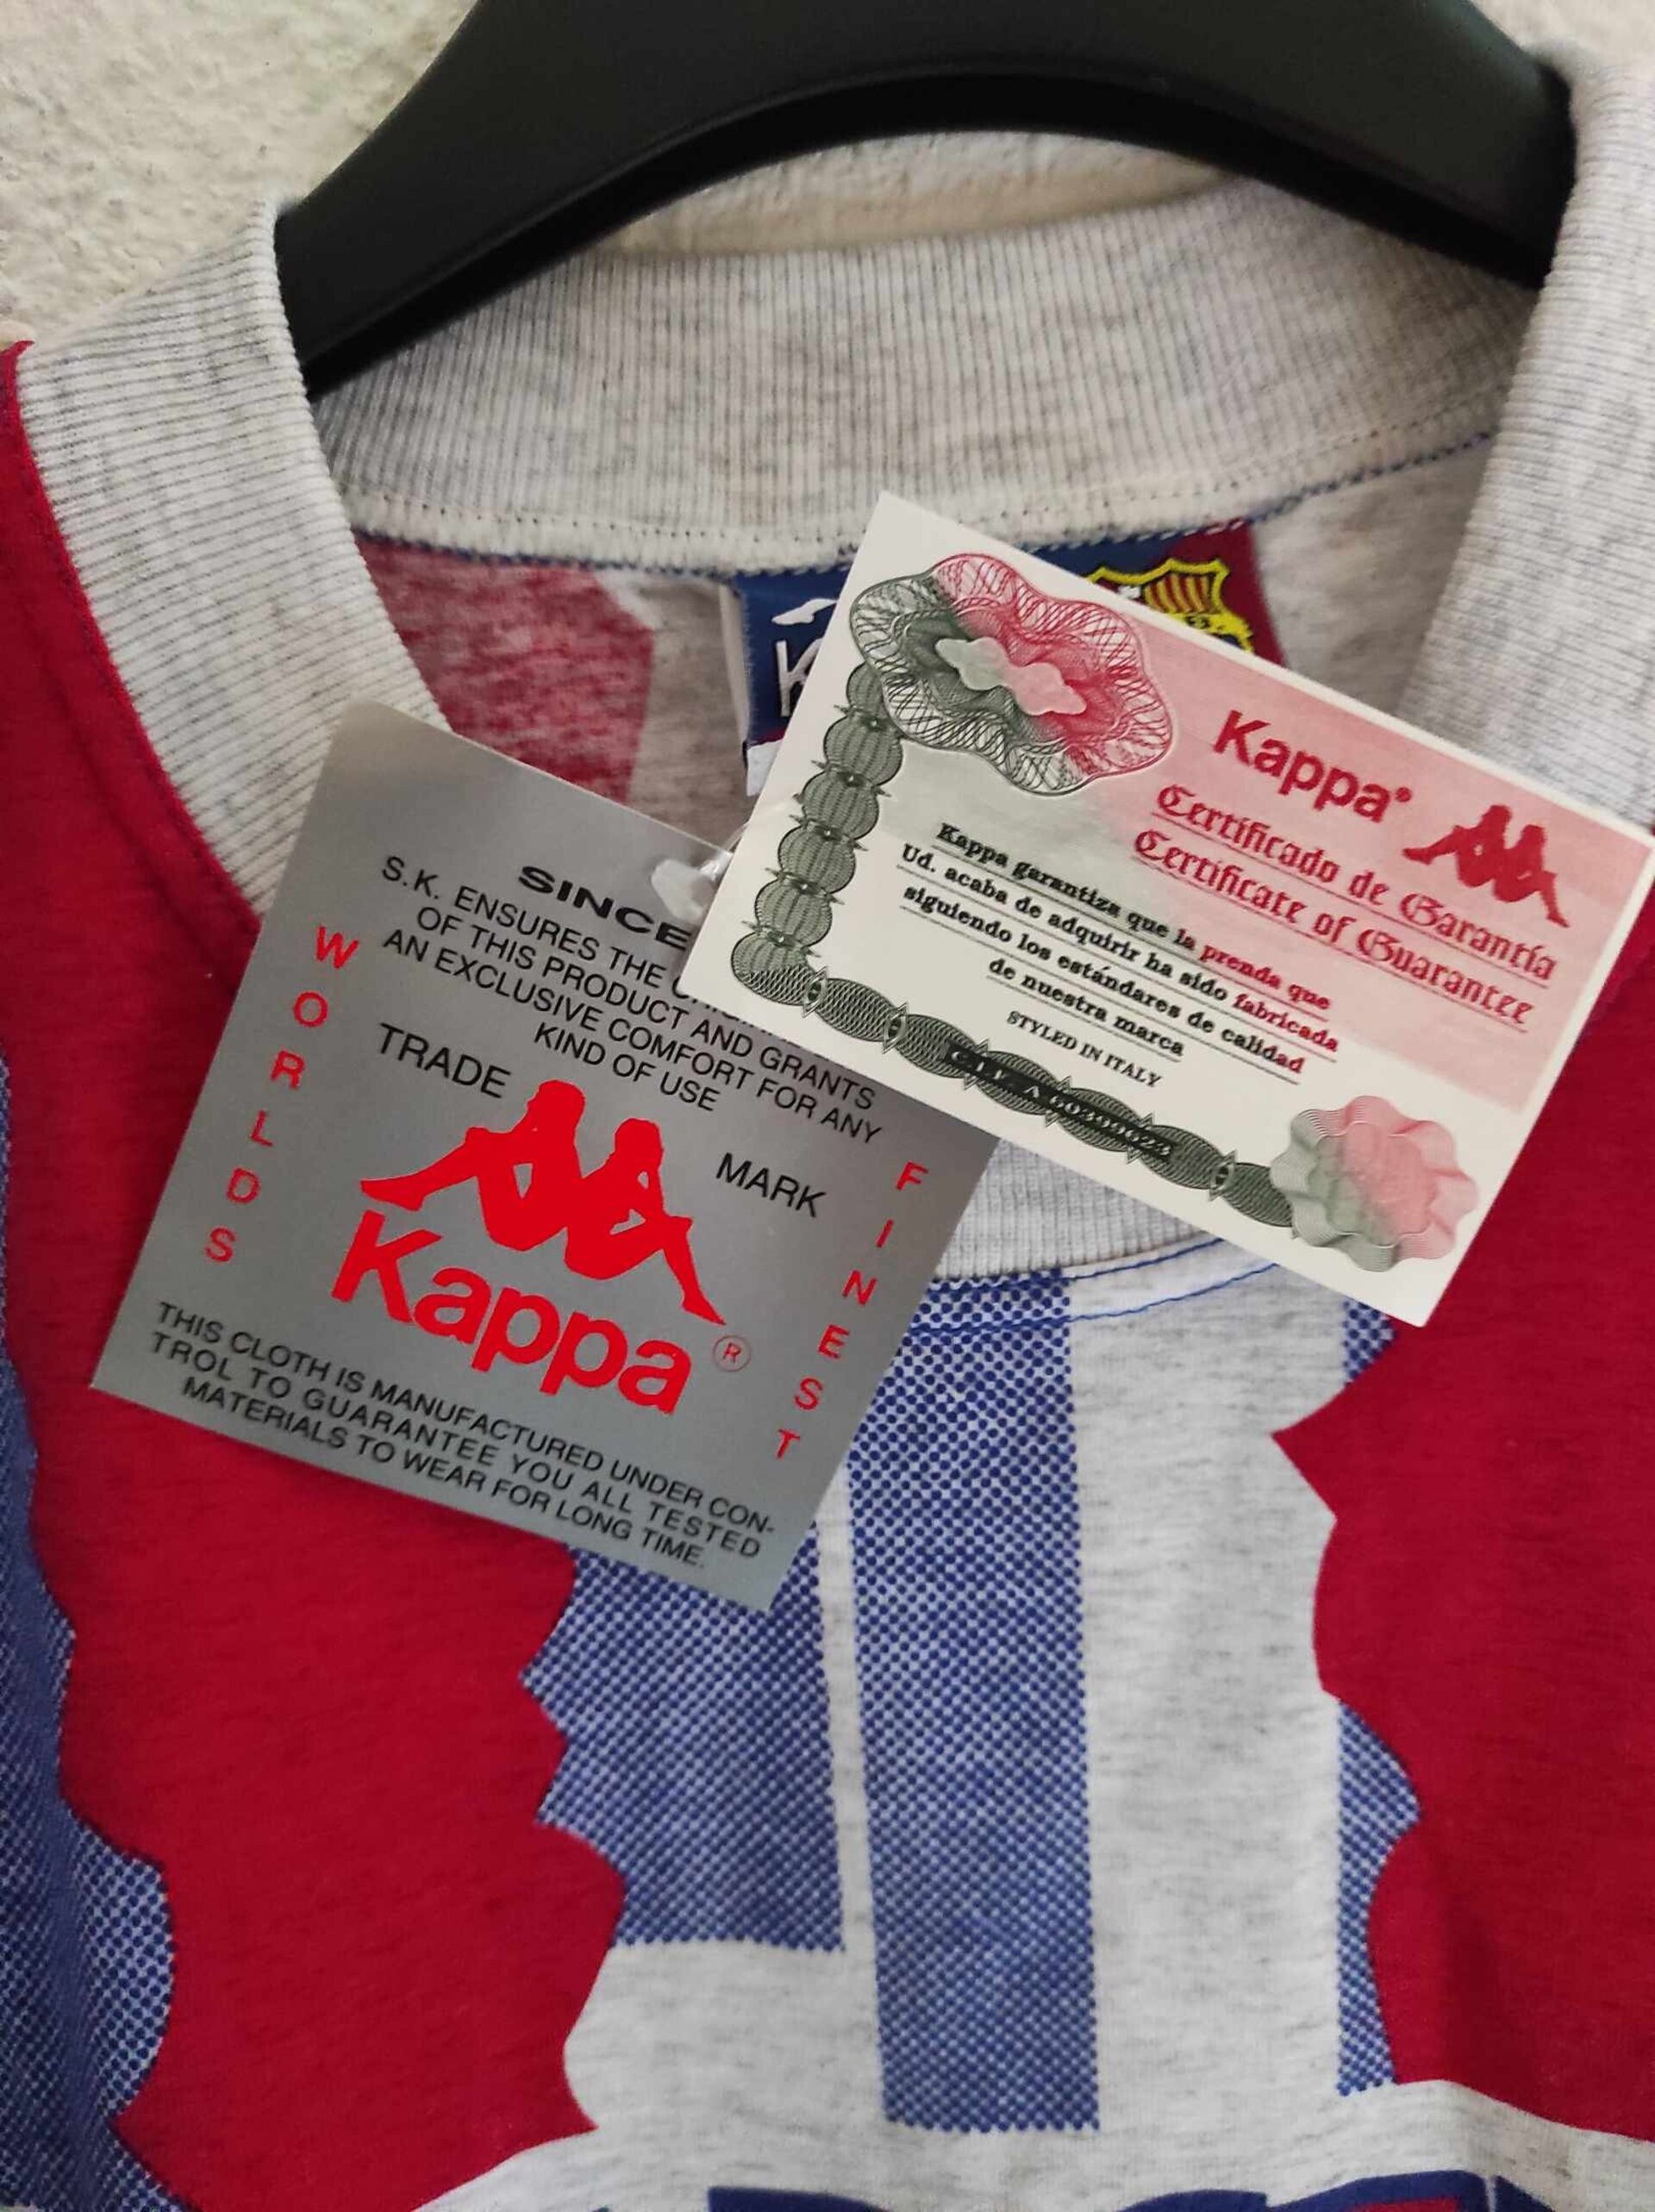 Kappa®
Certificado de Garantía
Certificate of Guarantee
Kappa garantiza que la prenda que
Ud. acaba de adquirir ha sido fabricada
siguiendo los estándares de calidad
de nuestra marca
STYLED IN ITALY
C.I.F. A 60399623
SINCE
S.K. ENSURES THE
OF THIS PRODUCT AND GRANTS
AN EXCLUSIVE COMFORT FOR ANY
KIND OF USE
TRADE MARK
WORLDS
FINEST
Kappa®
THIS CLOTH IS MANUFACTURED UNDER CON-
TROL TO GUARANTEE YOU ALL TESTED
MATERIALS TO WEAR FOR LONG TIME.